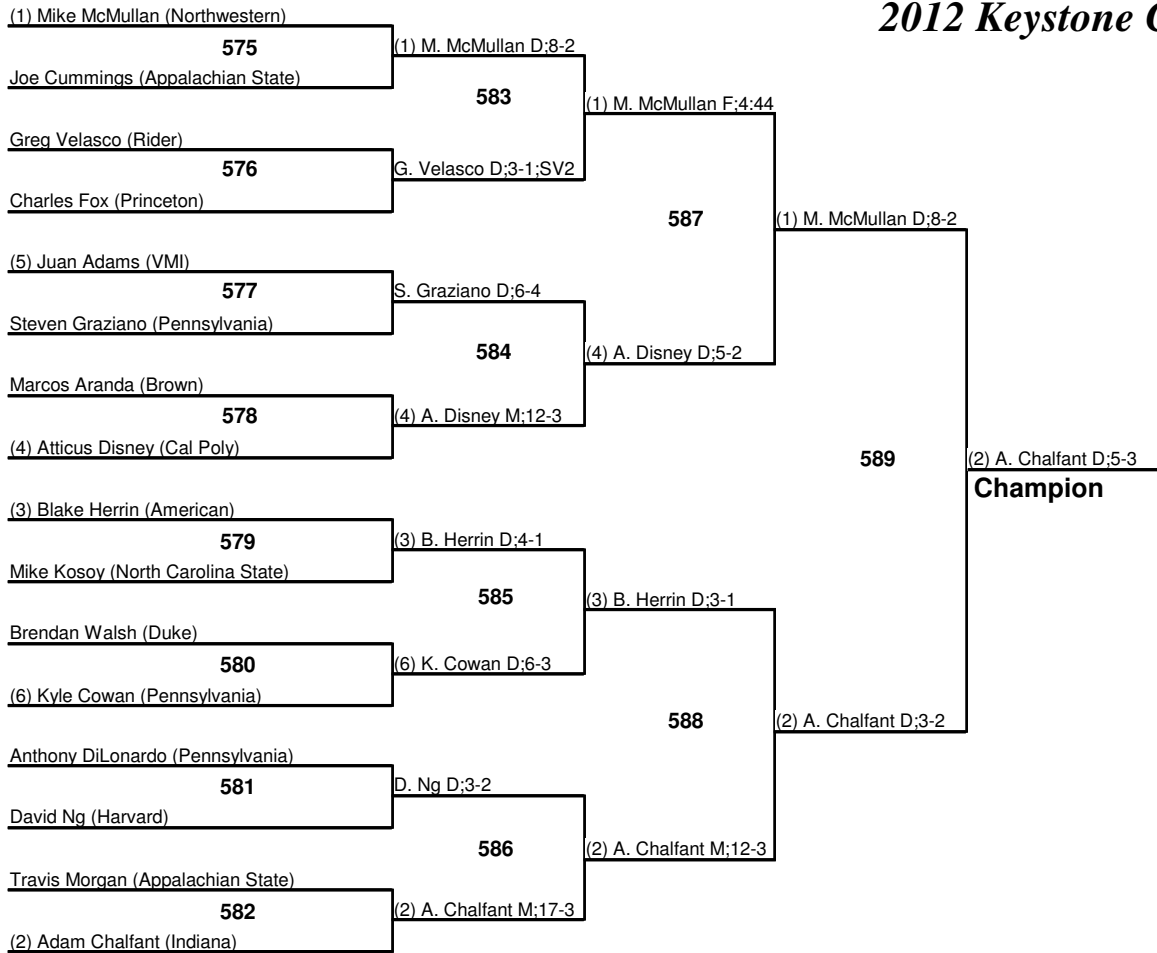 2012 Keystone C
(1) Mike McMullan (Northwestern)
575
(1) M. McMullan D;8-2
Joe Cummings (Appalachian State)
583
(1) M. McMullan F;4:44
Greg Velasco (Rider)
576
G. Velasco D;3-1;SV2
Charles Fox (Princeton)
587
(1) M. McMullan D;8-2
(5) Juan Adams (VMI)
577
S. Graziano D;6-4
Steven Graziano (Pennsylvania)
584
(4) A. Disney D;5-2
Marcos Aranda (Brown)
578
(4) A. Disney M;12-3
(4) Atticus Disney (Cal Poly)
589
(2) A. Chalfant D;5-3
Champion
(3) Blake Herrin (American)
579
(3) B. Herrin D;4-1
Mike Kosoy (North Carolina State)
585
(3) B. Herrin D;3-1
Brendan Walsh (Duke)
580
(6) K. Cowan D;6-3
(6) Kyle Cowan (Pennsylvania)
588
(2) A. Chalfant D;3-2
Anthony DiLonardo (Pennsylvania)
581
D. Ng D;3-2
David Ng (Harvard)
586
(2) A. Chalfant M;12-3
Travis Morgan (Appalachian State)
582
(2) A. Chalfant M;17-3
(2) Adam Chalfant (Indiana)